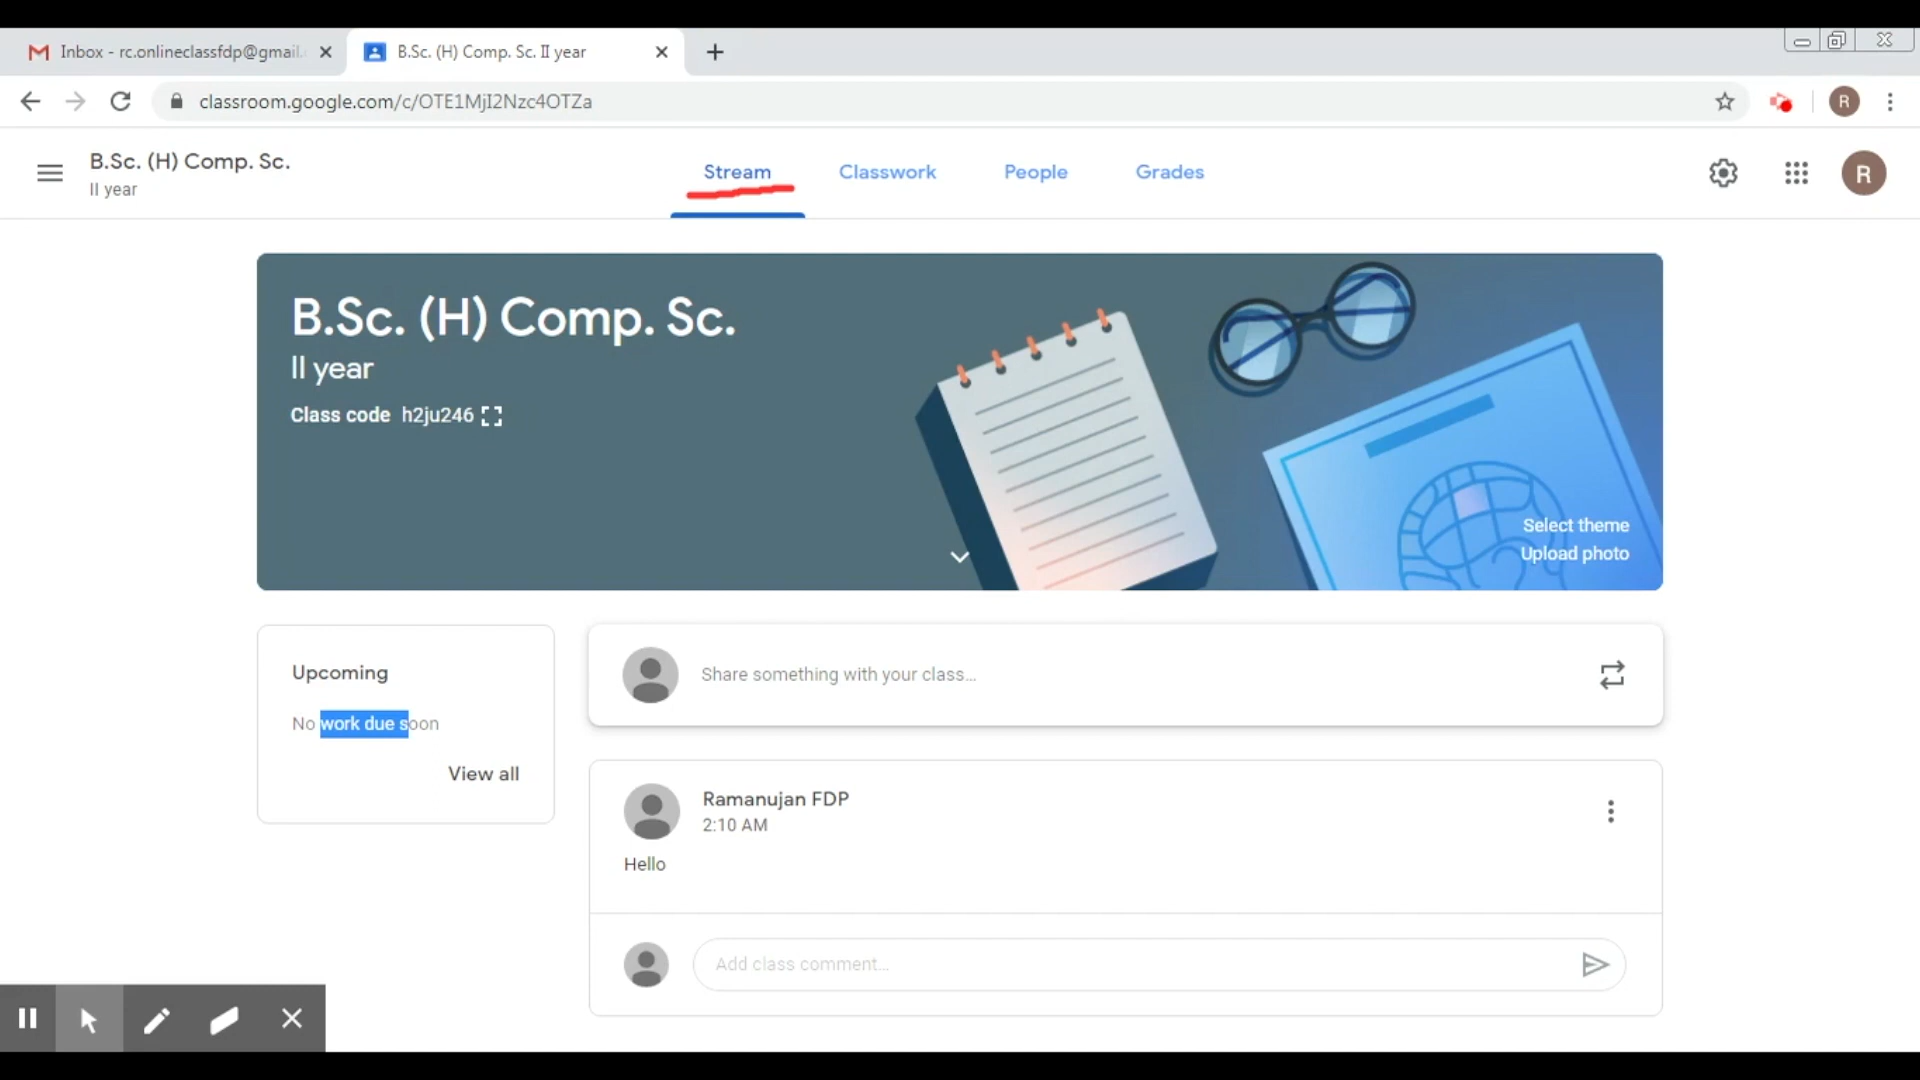 Inbox - rc.onlineclassfdp@gmail.
B.Sc. (H) Comp. Sc. II year
classroom.google.com/c/OTE1MjI2Nzc4OTZa
R
B.Sc. (H) Comp. Sc.
II year
Stream
Classwork
People
Grades
R
B.Sc. (H) Comp. Sc.
II year
Class code h2ju246
Select theme
Upload photo
Upcoming
No work due soon
View all
Share something with your class...
Ramanujan FDP
2:10 AM
Hello
Add class comment...